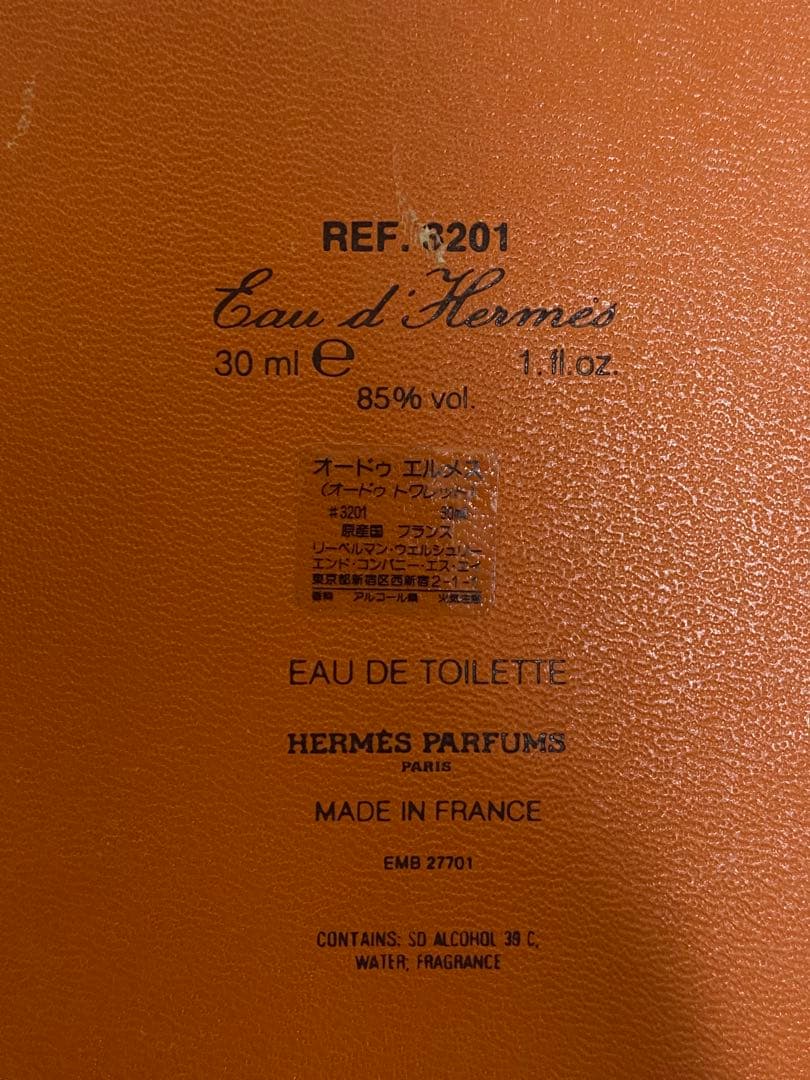 REF. 3201
Eau d'Hermès
30 ml ℮ 1. fl.oz.
85% vol.
オードゥ エルメス
(オードゥ トワレット)
#3201 30ml
原産国 フランス
リーベルマン・ウエルシュリー
エンド・コンパニー・エス・エイ
東京都新宿区西新宿2-1-1
香料 アルコール類 火気注意
EAU DE TOILETTE
HERMÈS PARFUMS
PARIS
MADE IN FRANCE
EMB 27701
CONTAINS: SD ALCOHOL 39 C,
WATER, FRAGRANCE